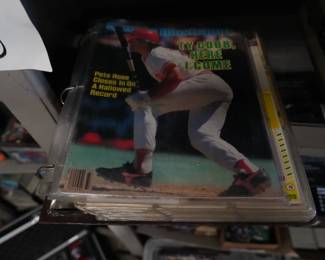 TY COBB,
HERE
I COME
Pete Rose
Closes In On
A Hallowed
Record